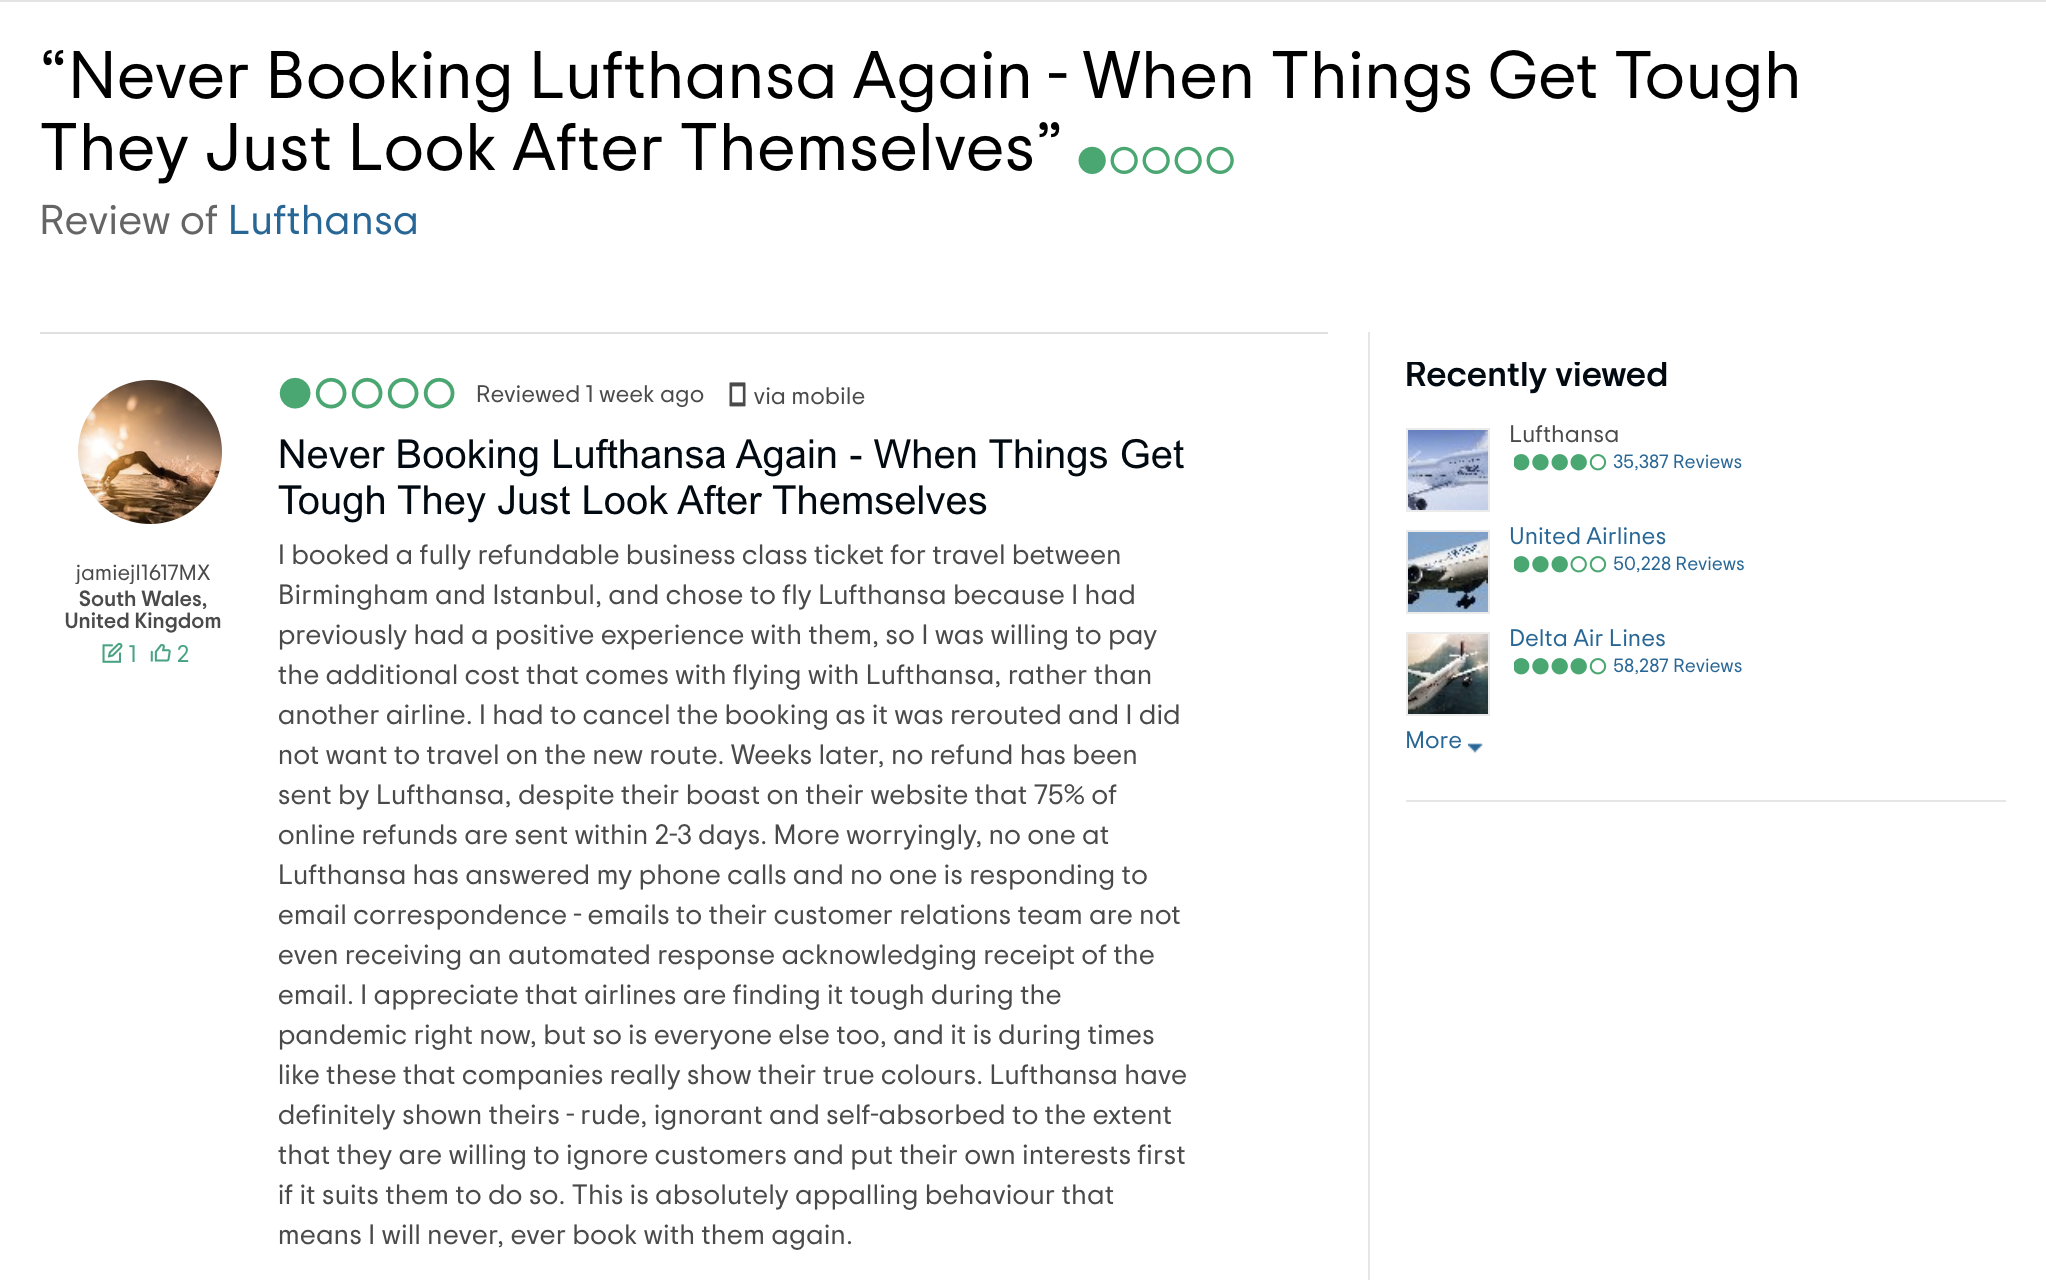 “Never Booking Lufthansa Again - When Things Get Tough
They Just Look After Themselves”
Review of Lufthansa
Reviewed 1 week ago via mobile
Never Booking Lufthansa Again - When Things Get
Tough They Just Look After Themselves
I booked a fully refundable business class ticket for travel between
Birmingham and Istanbul, and chose to fly Lufthansa because I had
previously had a positive experience with them, so I was willing to pay
the additional cost that comes with flying with Lufthansa, rather than
another airline. I had to cancel the booking as it was rerouted and I did
not want to travel on the new route. Weeks later, no refund has been
sent by Lufthansa, despite their boast on their website that 75% of
online refunds are sent within 2-3 days. More worryingly, no one at
Lufthansa has answered my phone calls and no one is responding to
email correspondence - emails to their customer relations team are not
even receiving an automated response acknowledging receipt of the
email. I appreciate that airlines are finding it tough during the
pandemic right now, but so is everyone else too, and it is during times
like these that companies really show their true colours. Lufthansa have
definitely shown theirs - rude, ignorant and self-absorbed to the extent
that they are willing to ignore customers and put their own interests first
if it suits them to do so. This is absolutely appalling behaviour that
means I will never, ever book with them again.
jamiejl1617MX
South Wales,
United Kingdom
1 2
Recently viewed
Lufthansa
35,387 Reviews
United Airlines
50,228 Reviews
Delta Air Lines
58,287 Reviews
More